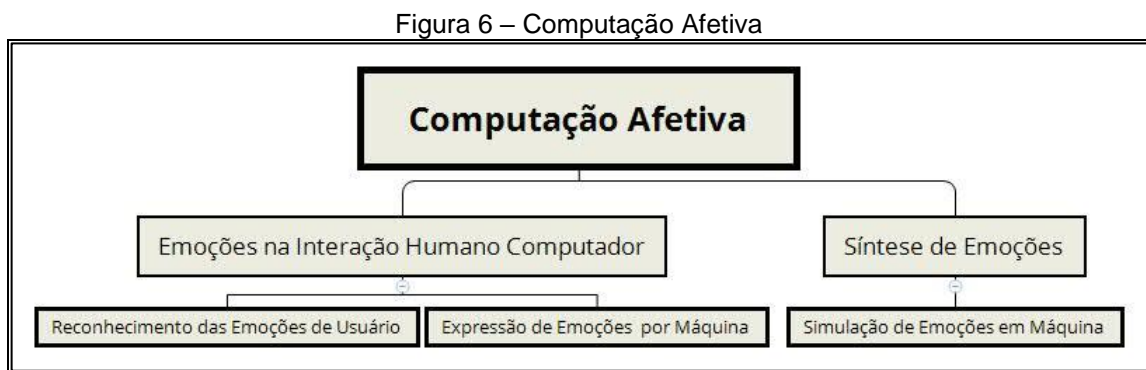 Figura 6 – Computação Afetiva
Computação Afetiva
Emoções na Interação Humano Computador
Síntese de Emoções
Reconhecimento das Emoções de Usuário
Expressão de Emoções por Máquina
Simulação de Emoções em Máquina